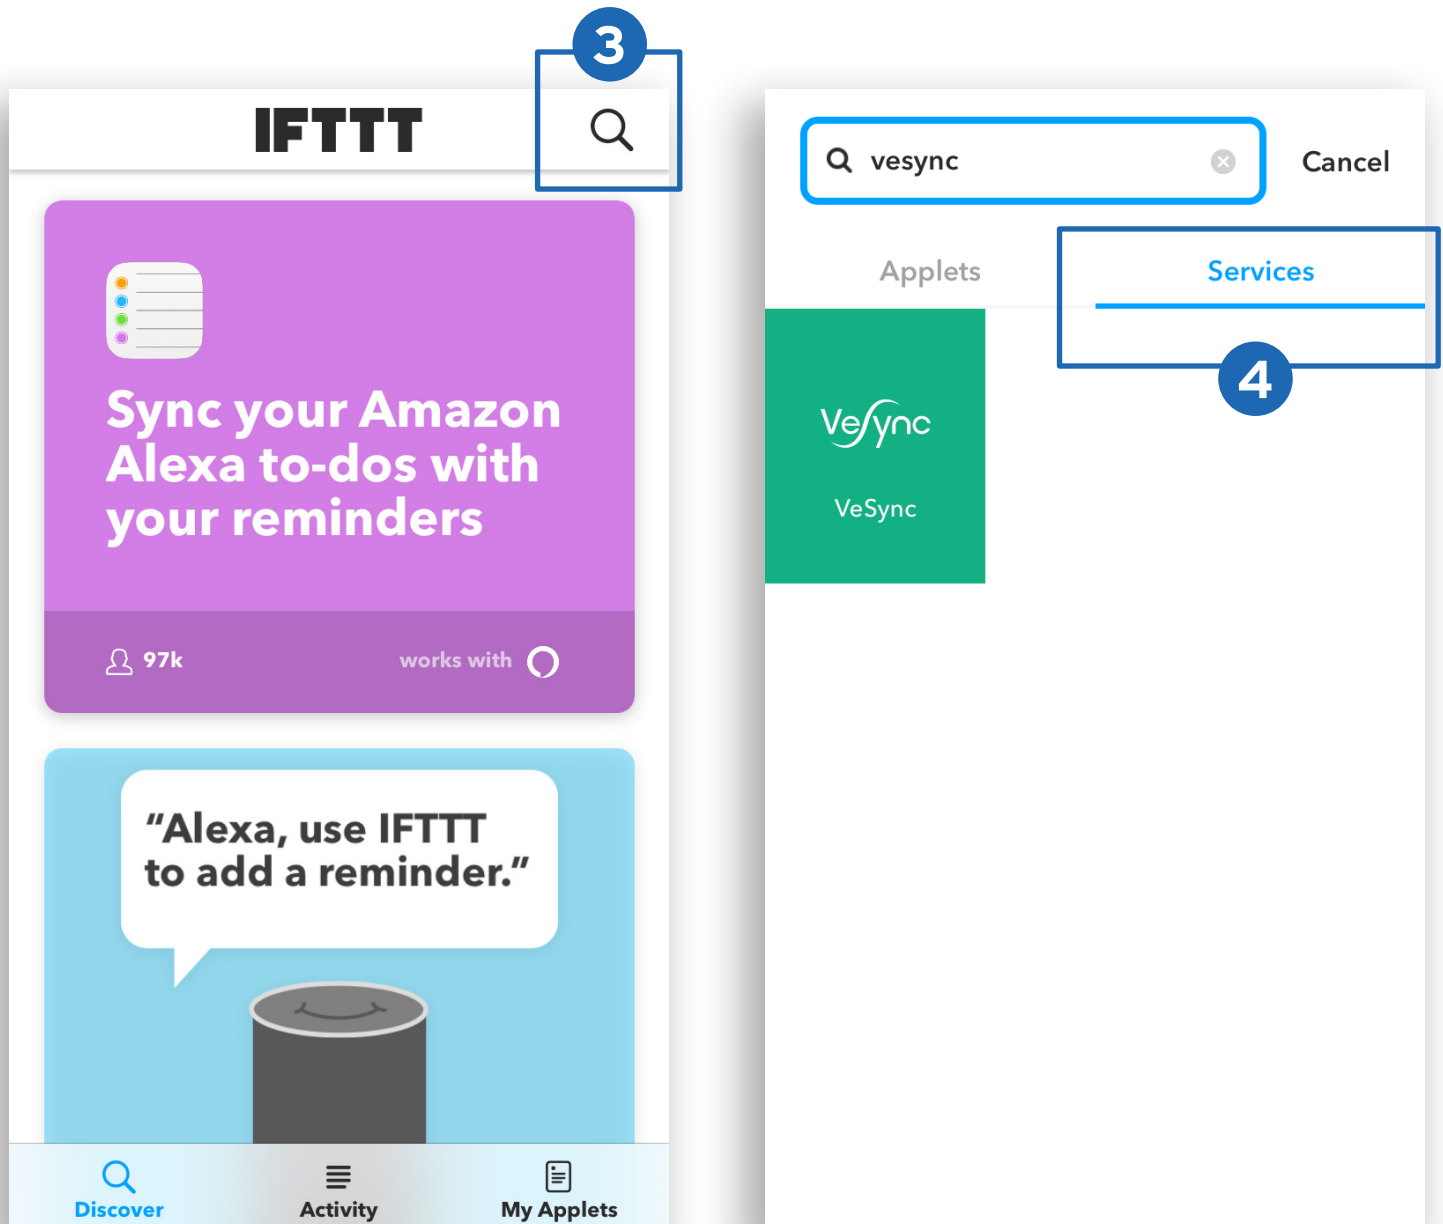 3
IFTTT
Sync your Amazon
Alexa to-dos with
your reminders
97k
works with
“Alexa, use IFTTT
to add a reminder.”
Discover
Activity
My Applets
vesync
Cancel
Applets
Services
4
VeSync
VeSync